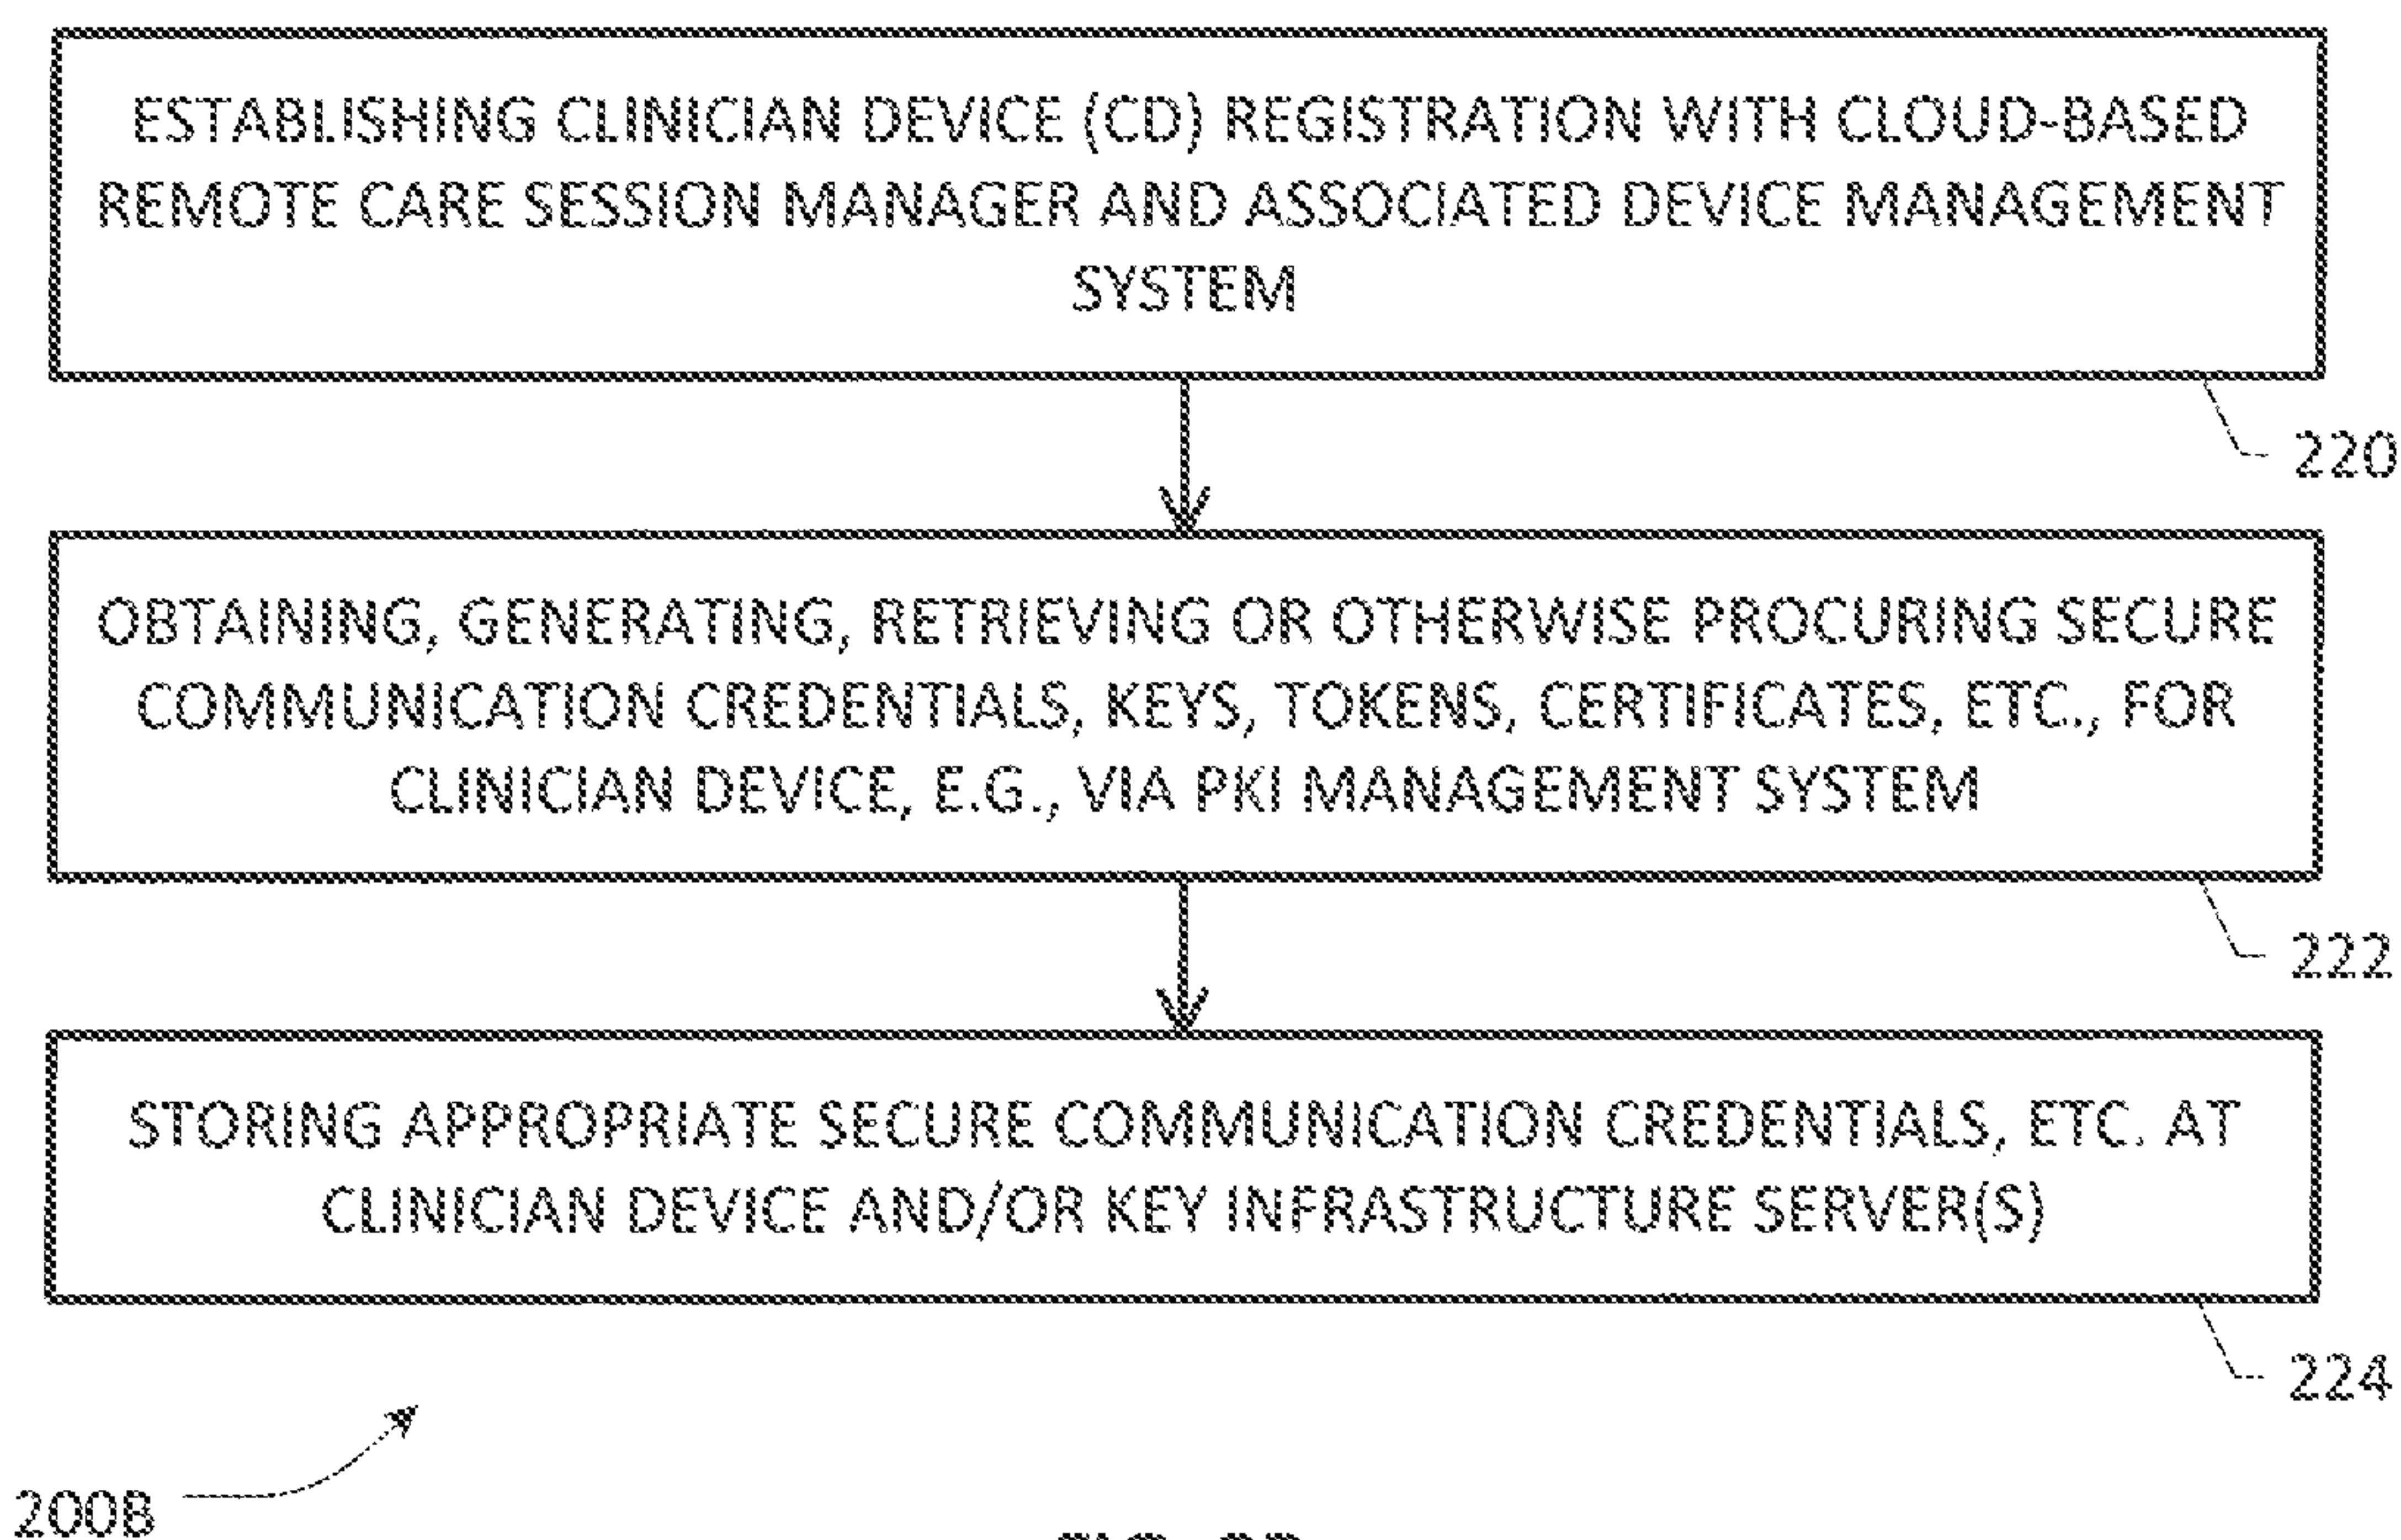 ESTABLISHING CLINICIAN DEVICE (CD) REGISTRATION WITH CLOUD-BASED
REMOTE CARE SESSION MANAGER AND ASSOCIATED DEVICE MANAGEMENT
SYSTEM
220
OBTAINING, GENERATING, RETRIEVING OR OTHERWISE PROCURING SECURE
COMMUNICATION CREDENTIALS, KEYS, TOKENS, CERTIFICATES, ETC., FOR
CLINICIAN DEVICE, E.G., VIA PKI MANAGEMENT SYSTEM
222
STORING APPROPRIATE SECURE COMMUNICATION CREDENTIALS, ETC. AT
CLINICIAN DEVICE AND/OR KEY INFRASTRUCTURE SERVER(S)
224
200B